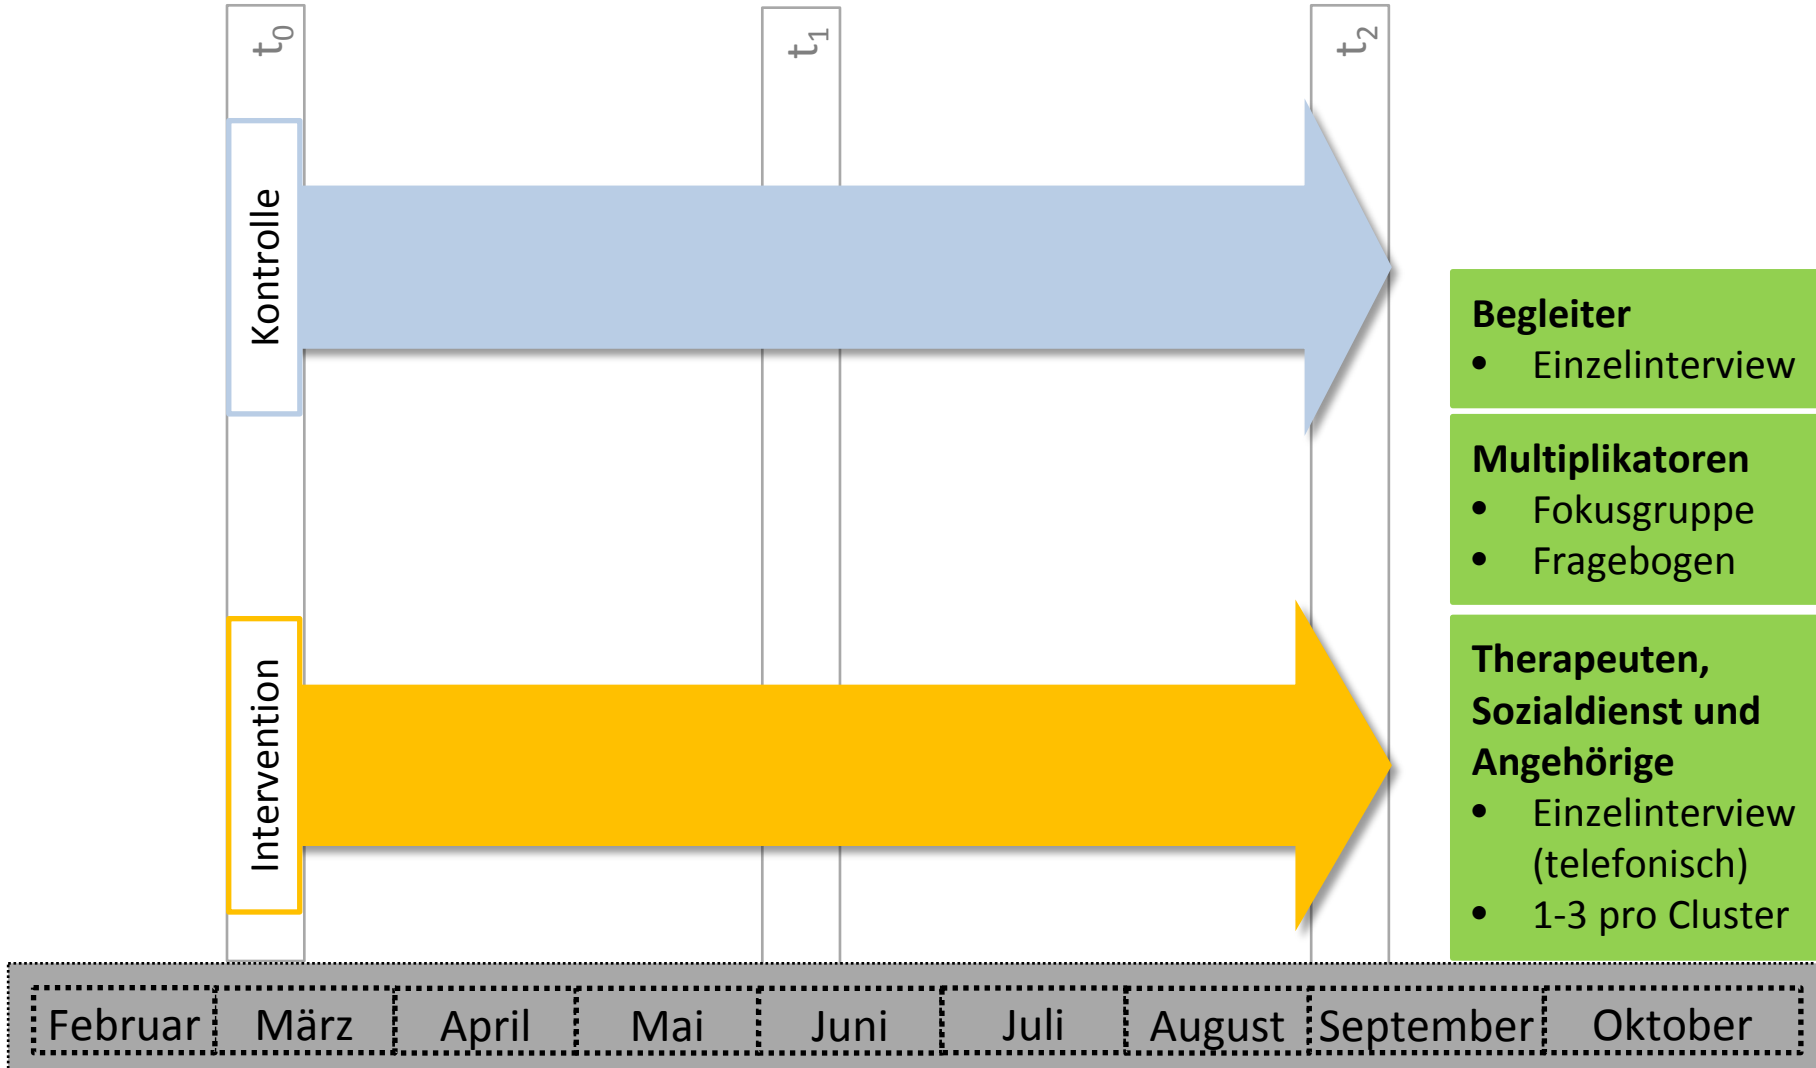 t0
t1
t2
Kontrolle
Intervention
Begleiter
• Einzelinterview
Multiplikatoren
• Fokusgruppe
• Fragebogen
Therapeuten,
Sozialdienst und
Angehörige
• Einzelinterview
(telefonisch)
• 1-3 pro Cluster
Februar März April Mai Juni Juli August September Oktober